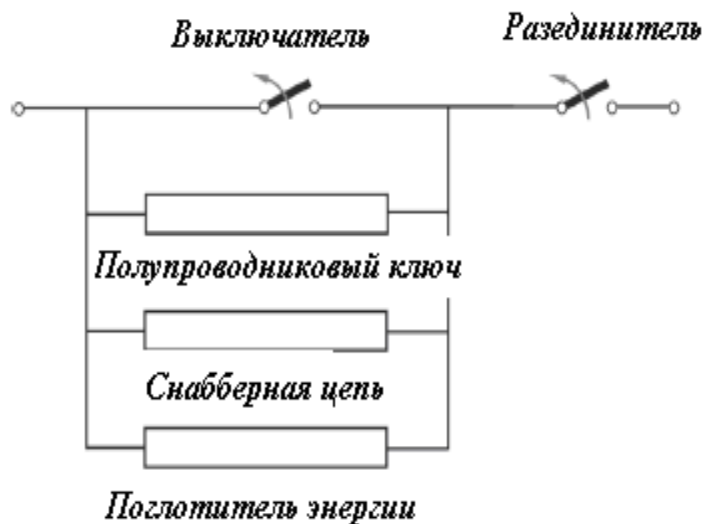 Выключатель
Разединитель
Полупроводниковый ключ
Снабберная цепь
Поглотитель энергии